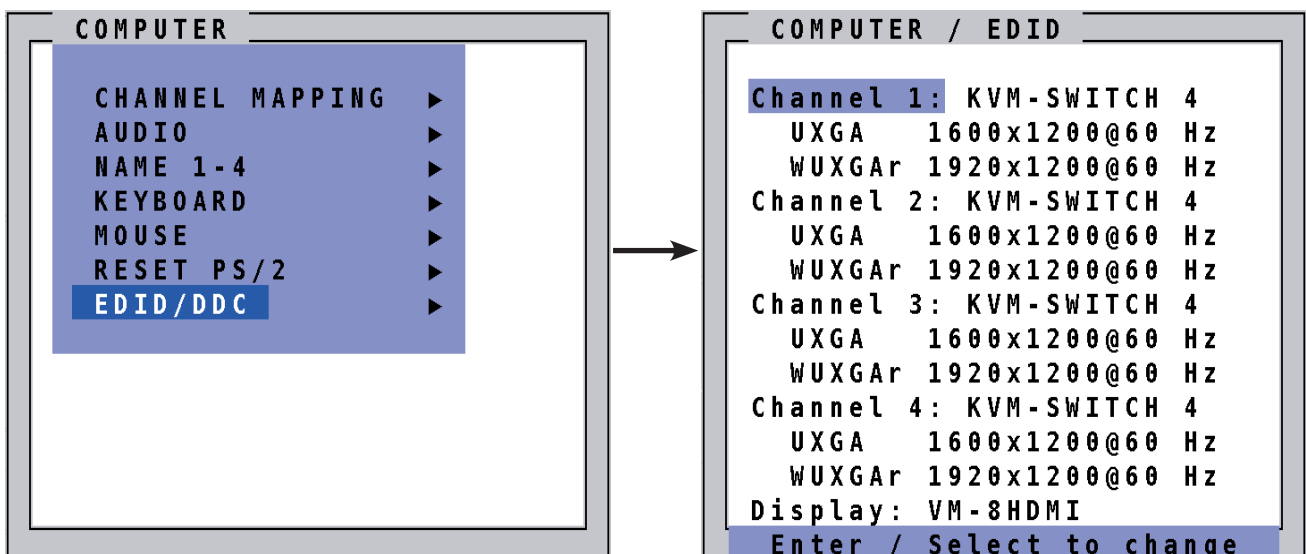 COMPUTER
CHANNEL MAPPING ▶
AUDIO ▶
NAME 1-4 ▶
KEYBOARD ▶
MOUSE ▶
RESET PS/2 ▶
EDID/DDC ▶
COMPUTER / EDID
Channel 1: KVM-SWITCH 4
UXGA 1600x1200@60 Hz
WUXGAr 1920x1200@60 Hz
Channel 2: KVM-SWITCH 4
UXGA 1600x1200@60 Hz
WUXGAr 1920x1200@60 Hz
Channel 3: KVM-SWITCH 4
UXGA 1600x1200@60 Hz
WUXGAr 1920x1200@60 Hz
Channel 4: KVM-SWITCH 4
UXGA 1600x1200@60 Hz
WUXGAr 1920x1200@60 Hz
Display: VM-8HDMI
Enter / Select to change